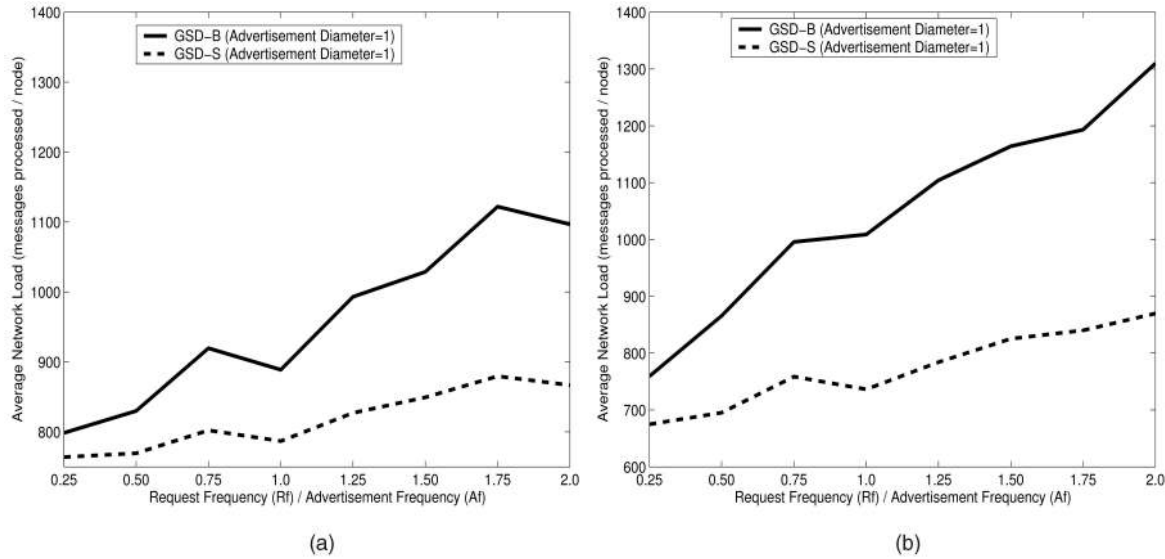 1400
1300
1200
1100
1000
900
800
Average Network Load (messages processed / node)
GSD-B (Advertisement Diameter=1)
GSD-S (Advertisement Diameter=1)
0.25 0.50 0.75 1.0 1.25 1.50 1.75 2.0
Request Frequency (Rf) / Advertisement Frequency (Af)
(a)
1400
1300
1200
1100
1000
900
800
700
600
Average Network Load (messages processed / node)
GSD-B (Advertisement Diameter=1)
GSD-S (Advertisement Diameter=1)
0.25 0.50 0.75 1.0 1.25 1.50 1.75 2.0
Request Frequency (Rf) / Advertisement Frequency (Af)
(b)